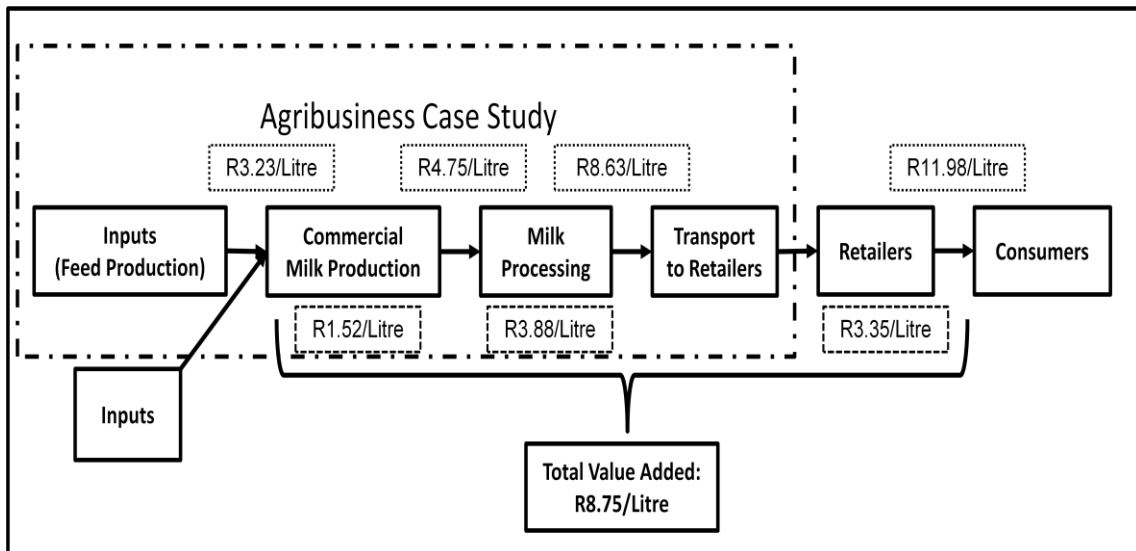 Agribusiness Case Study
R3.23/Litre
R4.75/Litre
R8.63/Litre
R11.98/Litre
Inputs
(Feed Production)
Commercial
Milk Production
Milk
Processing
Transport
to Retailers
Retailers
Consumers
R1.52/Litre
R3.88/Litre
R3.35/Litre
Inputs
Total Value Added:
R8.75/Litre